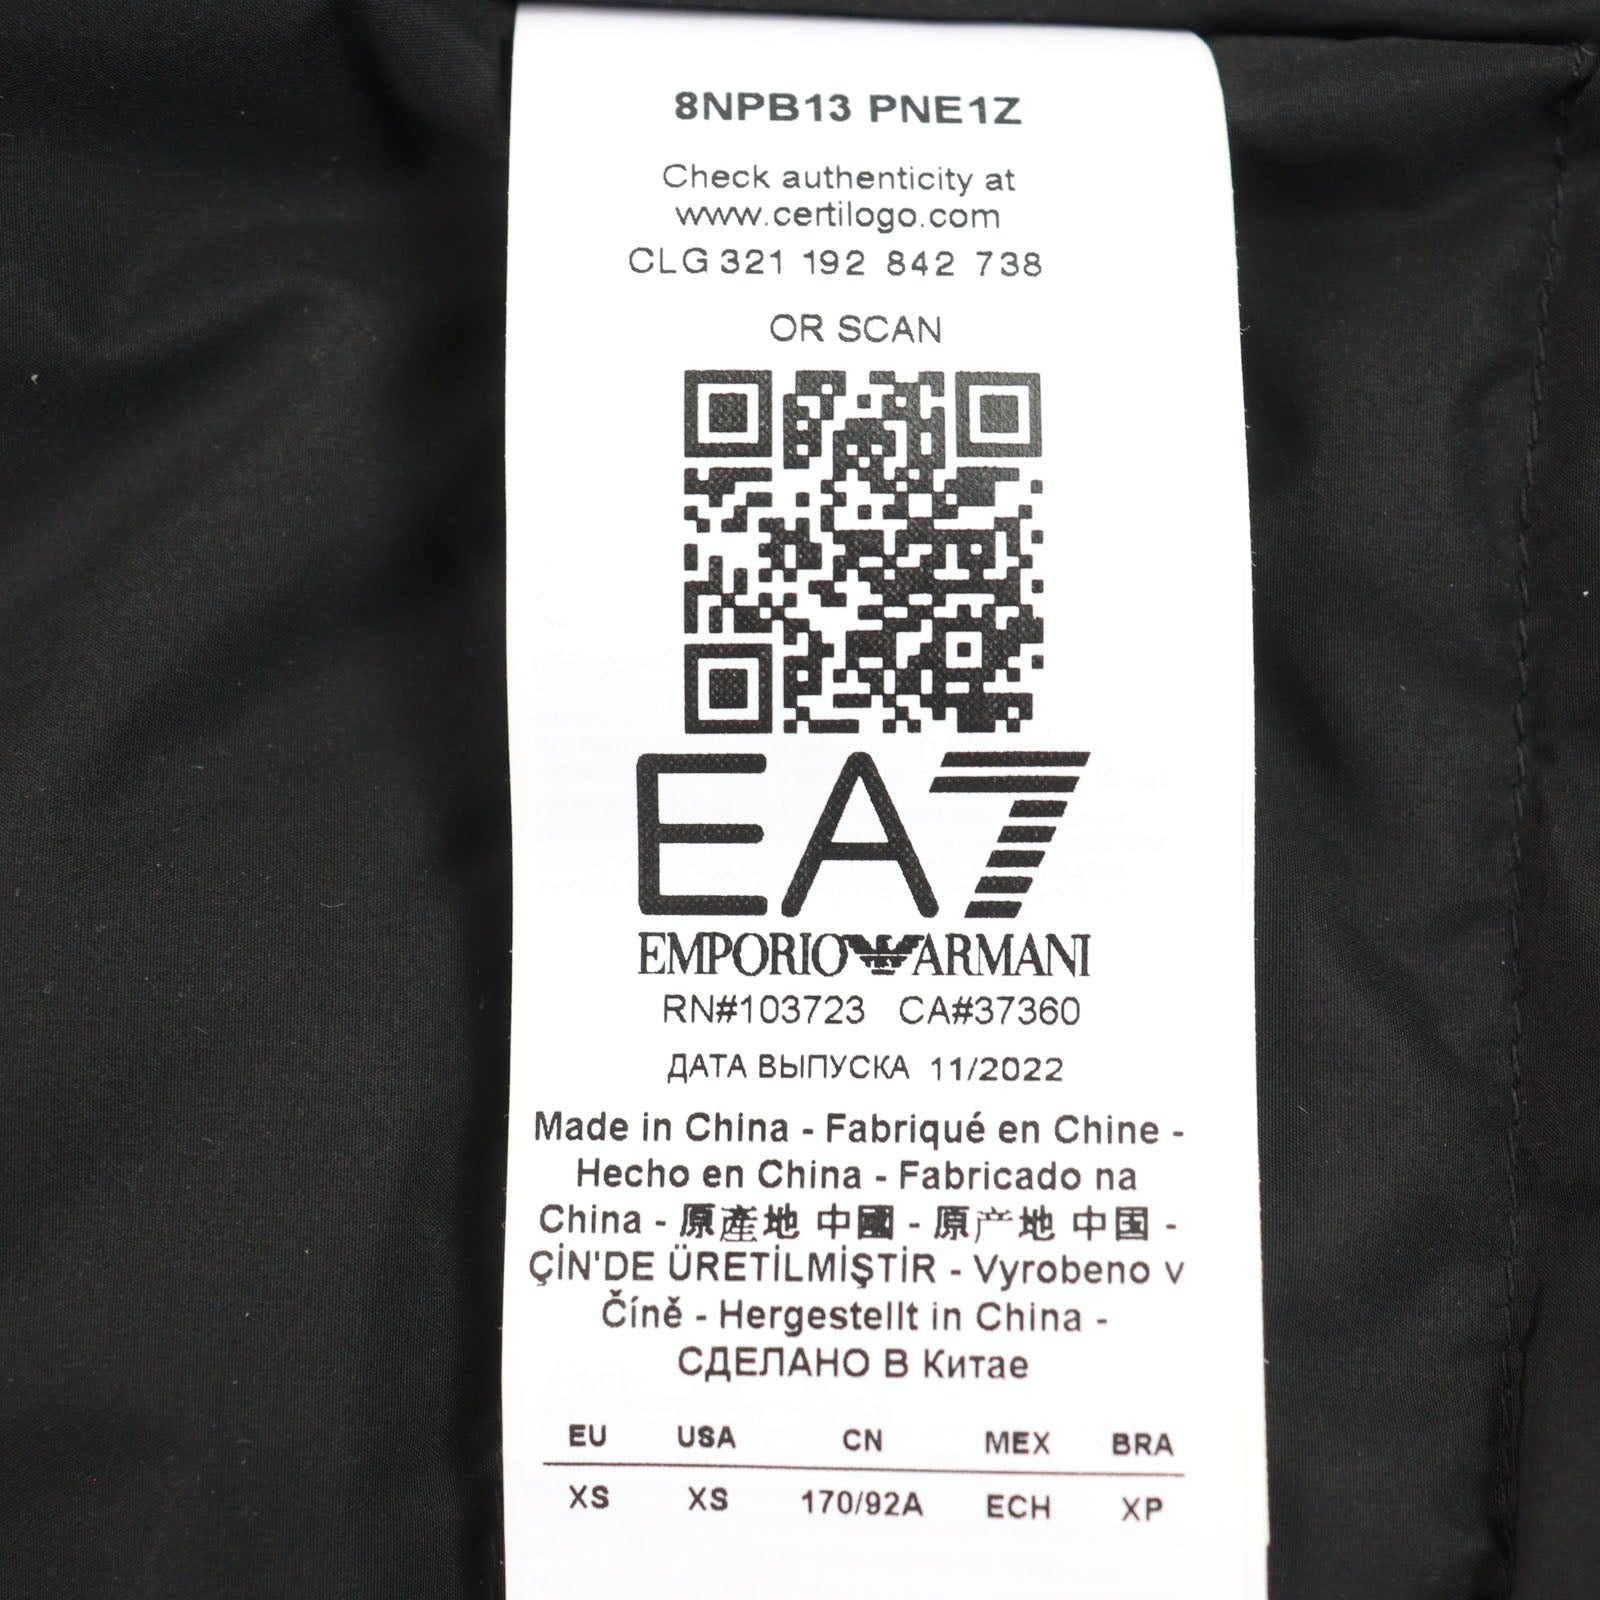 8NPB13 PNE1Z
Check authenticity at
www.certilogo.com
CLG 321 192 842 738
OR SCAN
EA7
EMPORIO ARMANI
RN#103723 CA#37360
ДАТА ВЫПУСКА 11/2022
Made in China - Fabriqué en Chine -
Hecho en China - Fabricado na
China - 原產地 中國 - 原产地 中国 -
ÇİN'DE ÜRETİLMİŞTİR - Vyrobeno v
Číně - Hergestellt in China -
СДЕЛАНО В Китае
EU USA CN MEX BRA
XS XS 170/92A ECH XP